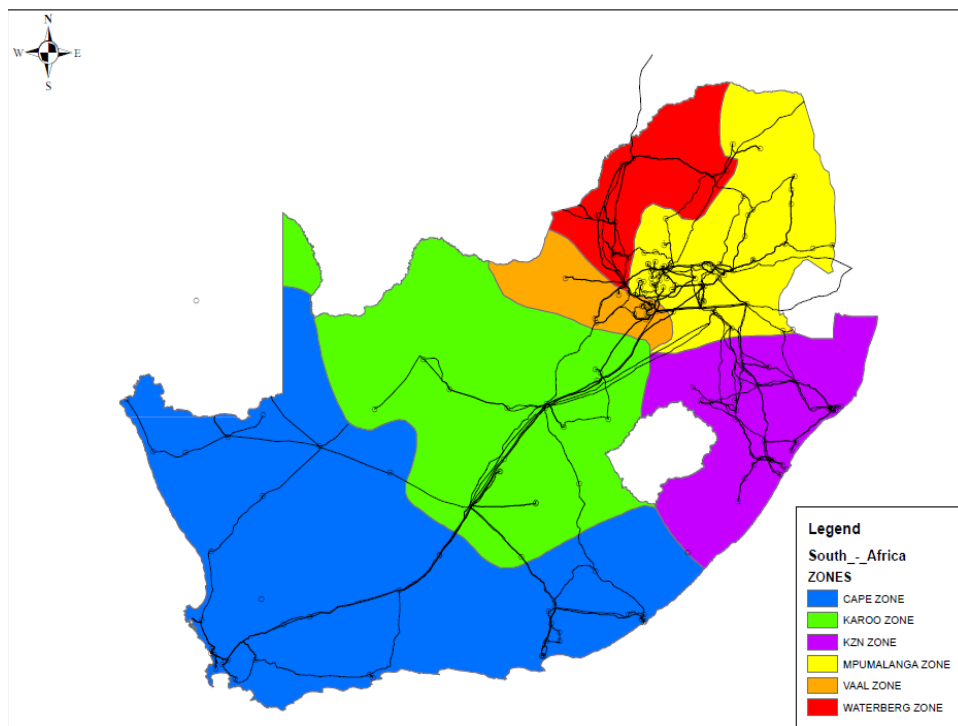 N
W E
S
Legend
South_-_Africa
ZONES
CAPE ZONE
KAROO ZONE
KZN ZONE
MPUMALANGA ZONE
VAAL ZONE
WATERBERG ZONE